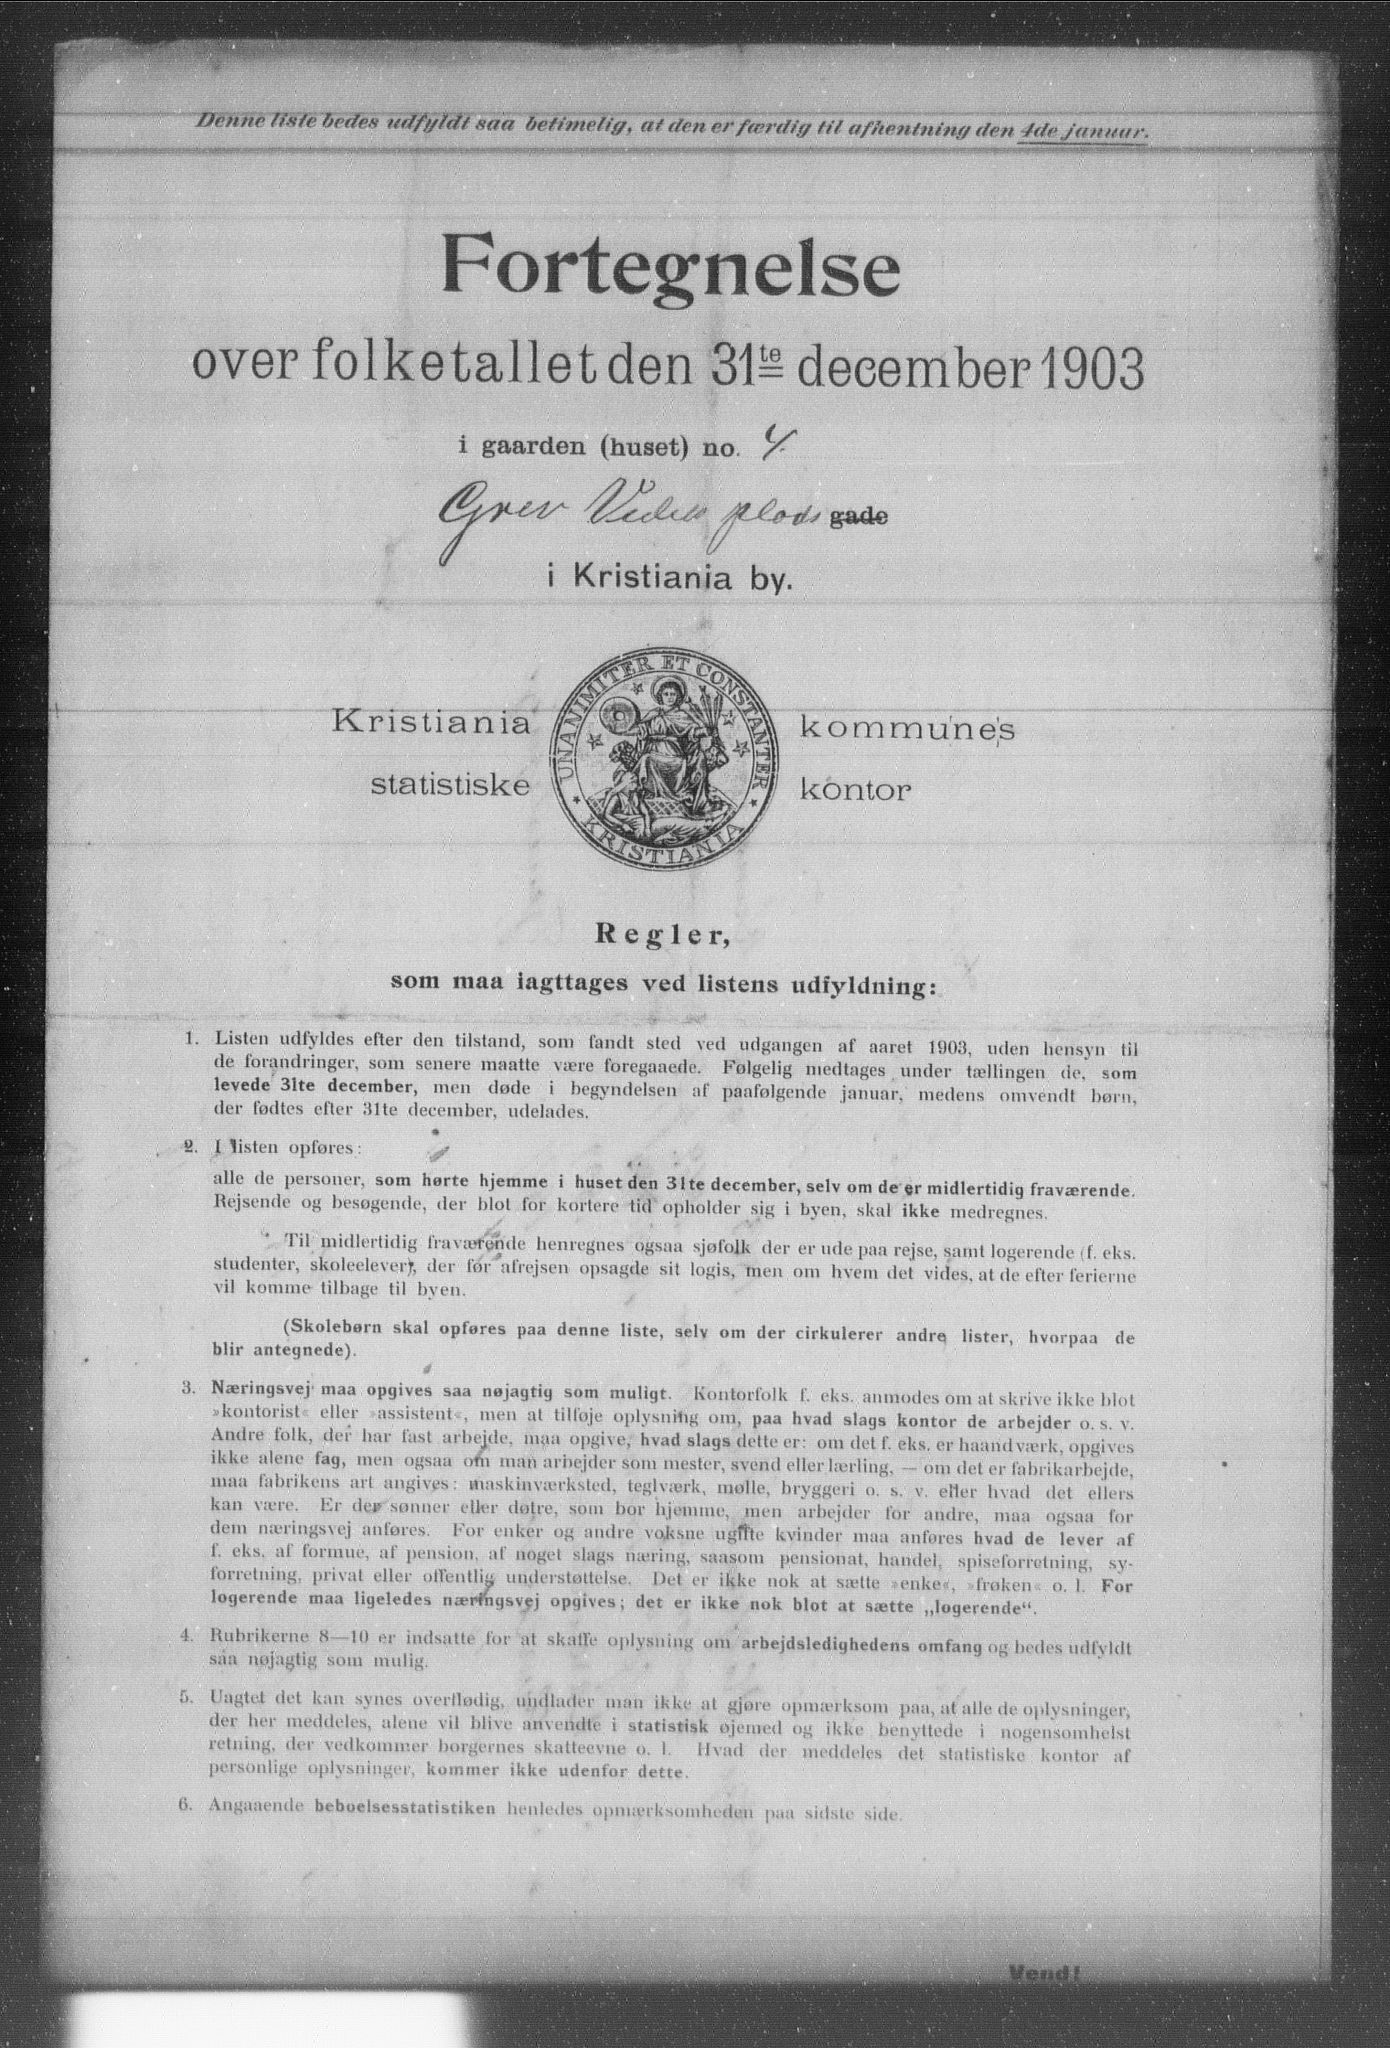 Denne liste bedes udfyldt saa betimelig, at den er færdig til afhentning den 4de januar.
Fortegnelse
over folketallet den 31te december 1903
i gaarden (huset) no. 4.
Grev Vedels plads gade
i Kristiania by.
UNANIMITER ET CONSTANTER
KRISTIANIA
Kristiania kommunes
statistiske kontor
Regler,
som maa iagttages ved listens udfyldning:
1. Listen udfyldes efter den tilstand, som fandt sted ved udgangen af aaret 1903, uden hensyn til
de forandringer, som senere maatte være foregaaede. Følgelig medtages under tællingen de, som
levede 31te december, men døde i begyndelsen af paafølgende januar, medens omvendt børn,
der fødtes efter 31te december, udelades.
2. I listen opføres:
alle de personer, som hørte hjemme i huset den 31te december, selv om de er midlertidig fraværende.
Rejsende og besøgende, der blot for kortere tid opholder sig i byen, skal ikke medregnes.
Til midlertidig fraværende henregnes ogsaa sjøfolk der er ude paa rejse, samt logerende (f. eks.
studenter, skoleelever), der før afrejsen opsagde sit logis, men om hvem det vides, at de efter ferierne
vil komme tilbage til byen.
(Skolebørn skal opføres paa denne liste, selv om der cirkulerer andre lister, hvorpaa de
blir antegnede).
3. Næringsvej maa opgives saa nøjagtig som muligt. Kontorfolk f. eks. anmodes om at skrive ikke blot
»kontorist« eller »assistent«, men at tilføje oplysning om, paa hvad slags kontor de arbejder o. s. v.
Andre folk, der har fast arbejde, maa opgive, hvad slags dette er: om det f. eks. er haandværk, opgives
ikke alene fag, men ogsaa om man arbejder som mester, svend eller lærling, — om det er fabrikarbejde,
maa fabrikens art angives: maskinværksted, teglværk, mølle, bryggeri o. s. v. eller hvad det ellers
kan være. Er der sønner eller døtre, som bor hjemme, men arbejder for andre, maa ogsaa for
dem næringsvej anføres. For enker og andre voksne ugifte kvinder maa anføres hvad de lever af
f. eks. af formue, af pension, af noget slags næring, saasom pensionat, handel, spiseforretning, sy-
forretning, privat eller offentlig understøttelse. Det er ikke nok at sætte »enke«, »frøken« o. l. For
logerende maa ligeledes næringsvej opgives; det er ikke nok blot at sætte „logerende“.
4. Rubrikerne 8—10 er indsatte for at skaffe oplysning om arbejdsledighedens omfang og bedes udfyldt
saa nøjagtig som mulig.
5. Uagtet det kan synes overflødig, undlader man ikke at gjøre opmærksom paa, at alle de oplysninger,
der her meddeles, alene vil blive anvendte i statistisk øjemed og ikke benyttede i nogensomhelst
retning, der vedkommer borgernes skatteevne o. l. Hvad der meddeles det statistiske kontor af
personlige oplysninger, kommer ikke udenfor dette.
6. Angaaende beboelsesstatistiken henledes opmærksomheden paa sidste side.
Vend!